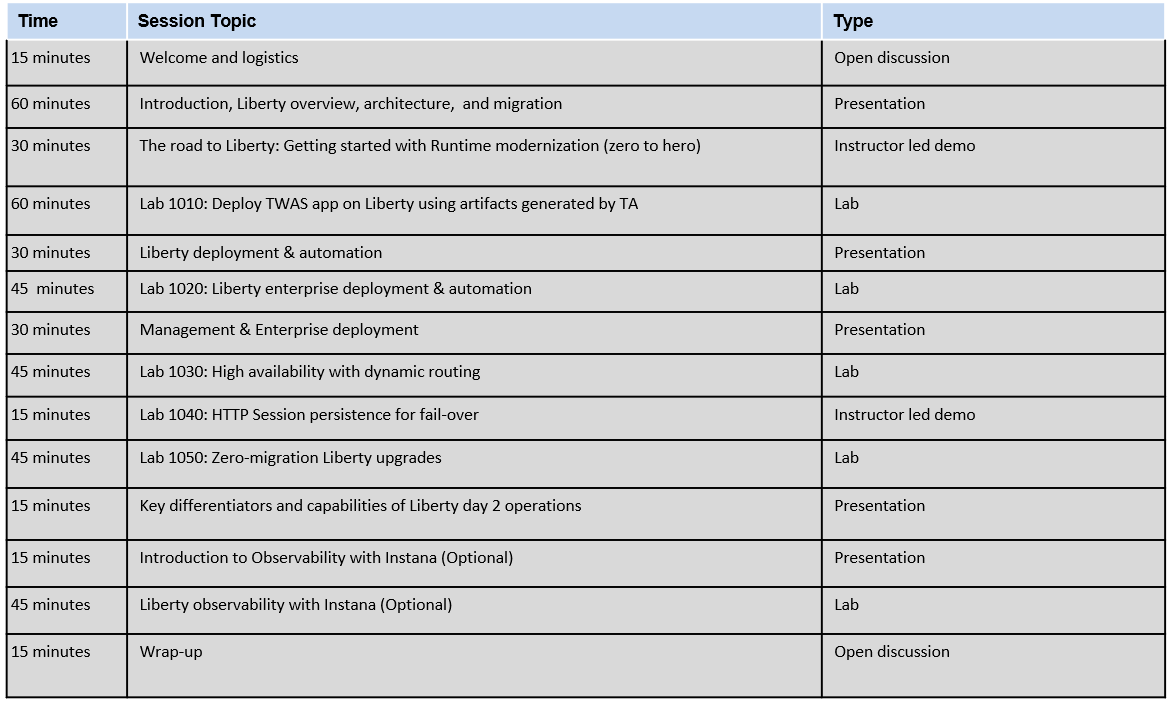 Time Session Topic Type
15 minutes Welcome and logistics Open discussion
60 minutes Introduction, Liberty overview, architecture,  and migration Presentation
30 minutes The road to Liberty: Getting started with Runtime modernization (zero to hero) Instructor led demo
60 minutes Lab 1010: Deploy TWAS app on Liberty using artifacts generated by TA Lab
30 minutes Liberty deployment & automation Presentation
45  minutes Lab 1020: Liberty enterprise deployment & automation Lab
30 minutes Management & Enterprise deployment Presentation
45 minutes Lab 1030: High availability with dynamic routing Lab
15 minutes Lab 1040: HTTP Session persistence for fail-over Instructor led demo
45 minutes Lab 1050: Zero-migration Liberty upgrades Lab
15 minutes Key differentiators and capabilities of Liberty day 2 operations Presentation
15 minutes Introduction to Observability with Instana (Optional) Presentation
45 minutes Liberty observability with Instana (Optional) Lab
15 minutes Wrap-up Open discussion